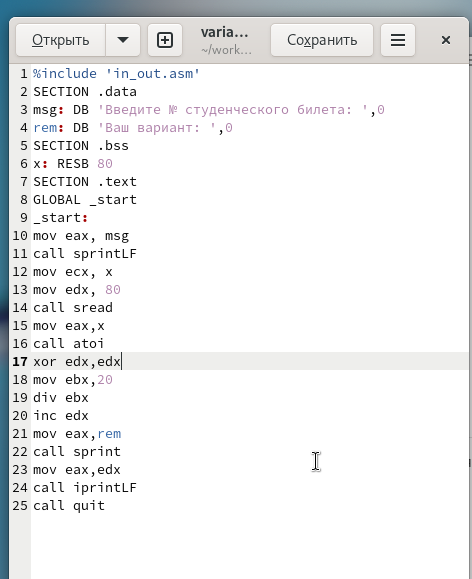 Открыть
varia...
~/work...
Сохранить
1 %include 'in_out.asm'
2 SECTION .data
3 msg: DB 'Введите № студенческого билета: ',0
4 rem: DB 'Ваш вариант: ',0
5 SECTION .bss
6 x: RESB 80
7 SECTION .text
8 GLOBAL _start
9 _start:
10 mov eax, msg
11 call sprintLF
12 mov ecx, x
13 mov edx, 80
14 call sread
15 mov eax,x
16 call atoi
17 xor edx,edx
18 mov ebx,20
19 div ebx
20 inc edx
21 mov eax,rem
22 call sprint
23 mov eax,edx
24 call iprintLF
25 call quit